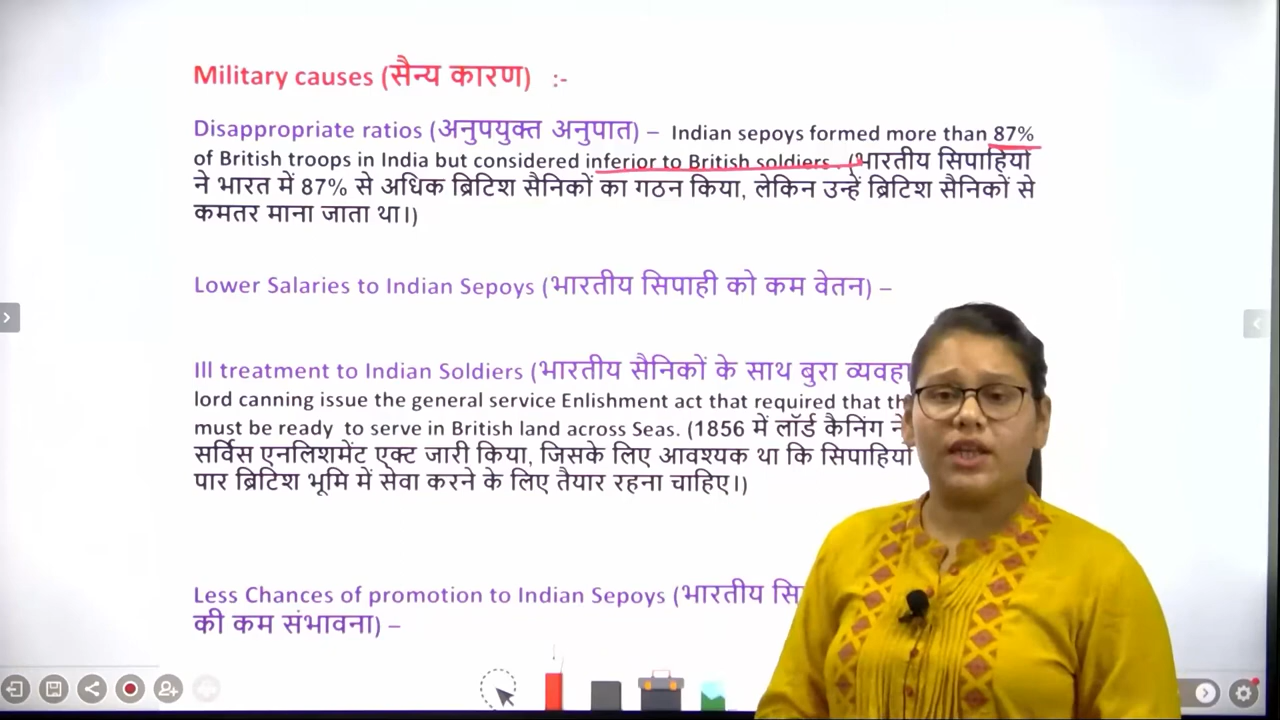 Military causes (सैन्य कारण) :-
Disappropriate ratios (अनुपयुक्त अनुपात) – Indian sepoys formed more than 87%
of British troops in India but considered inferior to British soldiers . (भारतीय सिपाहियों
ने भारत में 87% से अधिक ब्रिटिश सैनिकों का गठन किया, लेकिन उन्हें ब्रिटिश सैनिकों से
कमतर माना जाता था।)
Lower Salaries to Indian Sepoys (भारतीय सिपाही को कम वेतन) –
Ill treatment to Indian Soldiers (भारतीय सैनिकों के साथ बुरा
lord canning issue the general service Enlishment act that required that
must be ready to serve in British land across Seas. (1856 में लॉर्ड कैनिंग ने
सर्विस एनलिशमेंट एक्ट जारी किया, जिसके लिए आवश्यक था कि सिपाहियों
पार ब्रिटिश भूमि में सेवा करने के लिए तैयार रहना चाहिए।)
Less Chances of promotion to Indian Sepoys (भारतीय
की कम संभावना) –